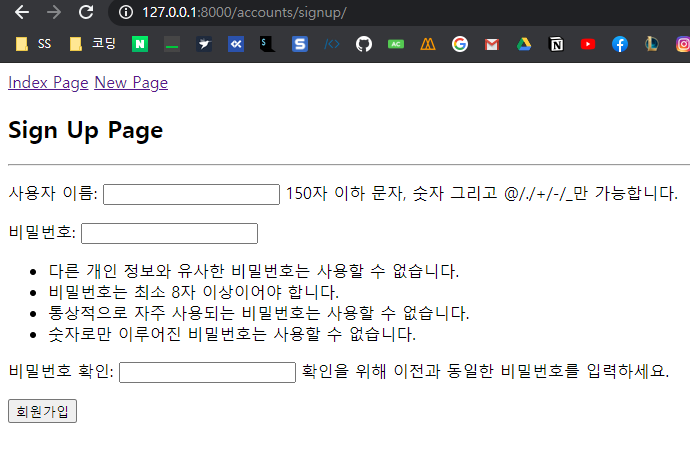 127.0.0.1:8000/accounts/signup/
SS 코딩
Index Page New Page
Sign Up Page
사용자 이름: 150자 이하 문자, 숫자 그리고 @/./+/-/_만 가능합니다.
비밀번호:
다른 개인 정보와 유사한 비밀번호는 사용할 수 없습니다.
비밀번호는 최소 8자 이상이어야 합니다.
통상적으로 자주 사용되는 비밀번호는 사용할 수 없습니다.
숫자로만 이루어진 비밀번호는 사용할 수 없습니다.
비밀번호 확인: 확인을 위해 이전과 동일한 비밀번호를 입력하세요.
회원가입